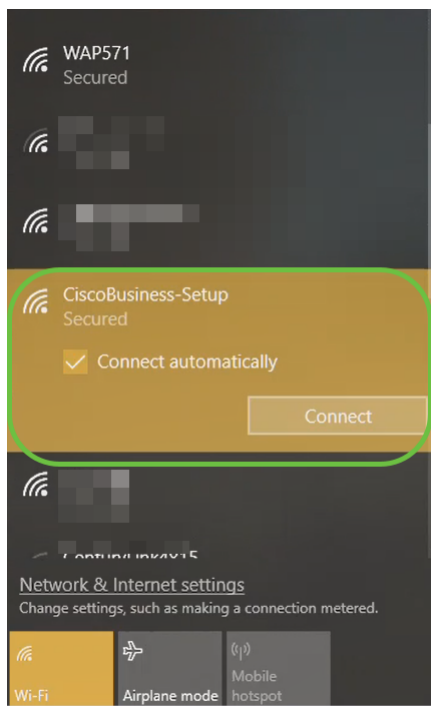 WAP571
Secured
CiscoBusiness-Setup
Secured
Connect automatically
Connect
Network & Internet settings
Change settings, such as making a connection metered.
Wi-Fi
Airplane mode
Mobile
hotspot